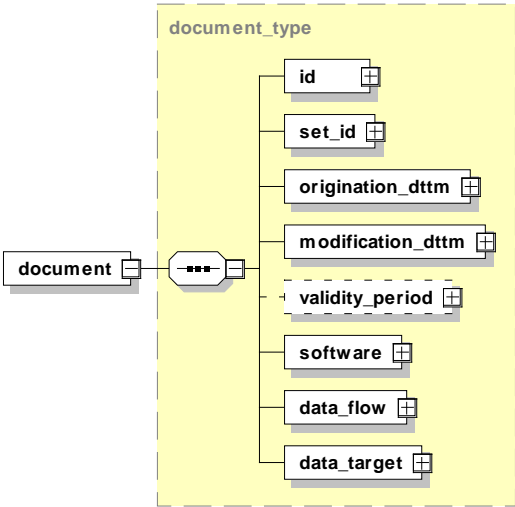 document_type
id
set_id
origination_dttm
modification_dttm
document
validity_period
software
data_flow
data_target